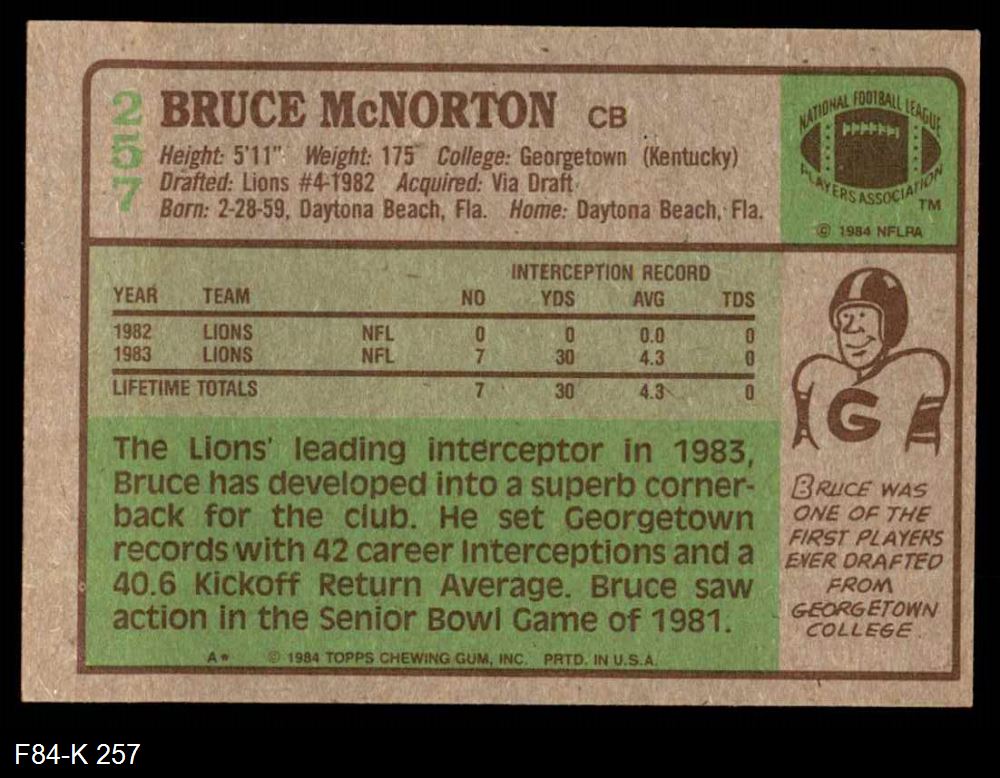 257
BRUCE McNORTON CB
Height: 5'11" Weight: 175 College: Georgetown (Kentucky)
Drafted: Lions #4-1982 Acquired: Via Draft
Born: 2-28-59, Daytona Beach, Fla. Home: Daytona Beach, Fla.
NATIONAL FOOTBALL LEAGUE
PLAYERS ASSOCIATION
TM
© 1984 NFLPA
INTERCEPTION RECORD
YEAR TEAM NO YDS AVG TDS
1982 LIONS NFL 0 0 0.0 0
1983 LIONS NFL 7 30 4.3 0
LIFETIME TOTALS 7 30 4.3 0
The Lions' leading interceptor in 1983,
Bruce has developed into a superb corner-
back for the club. He set Georgetown
records with 42 career Interceptions and a
40.6 Kickoff Return Average. Bruce saw
action in the Senior Bowl Game of 1981.
G
BRUCE WAS
ONE OF THE
FIRST PLAYERS
EVER DRAFTED
FROM
GEORGETOWN
COLLEGE.
A* © 1984 TOPPS CHEWING GUM, INC. PRTD. IN U.S.A.
F84-K 257